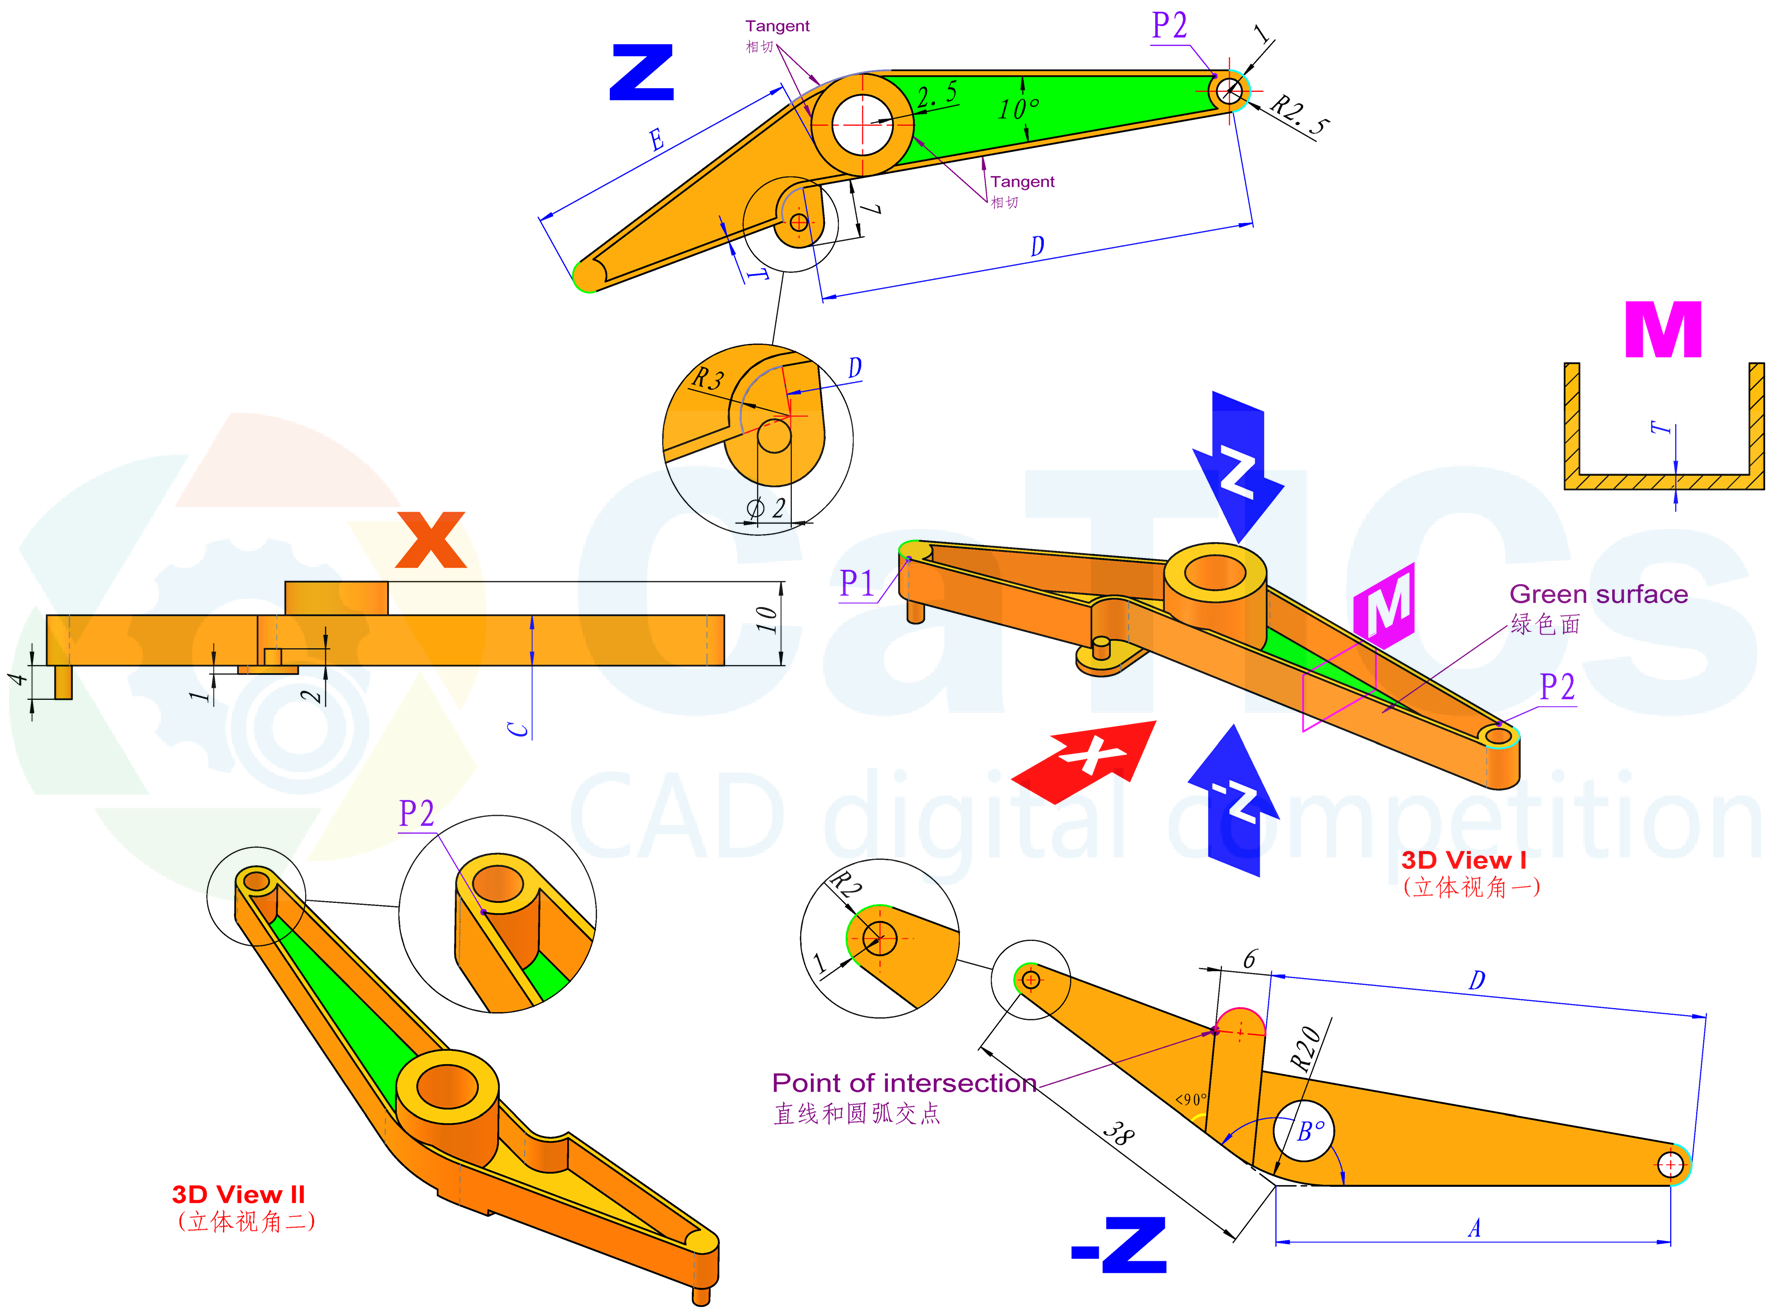 Tangent
相切
P2
1
Z
2.5
10°
R2.5
E
Tangent
相切
7
D
T
M
R3
D
T
Z
X
φ2
CaTICs
P1
M
Green surface
绿色面
10
4
1
2
C
P2
X
-Z
CAD digital competition
P2
3D View I
(立体视角一)
R2
1
6
D
R20
Point of intersection
直线和圆弧交点
<90°
B°
38
3D View II
(立体视角二)
A
-Z